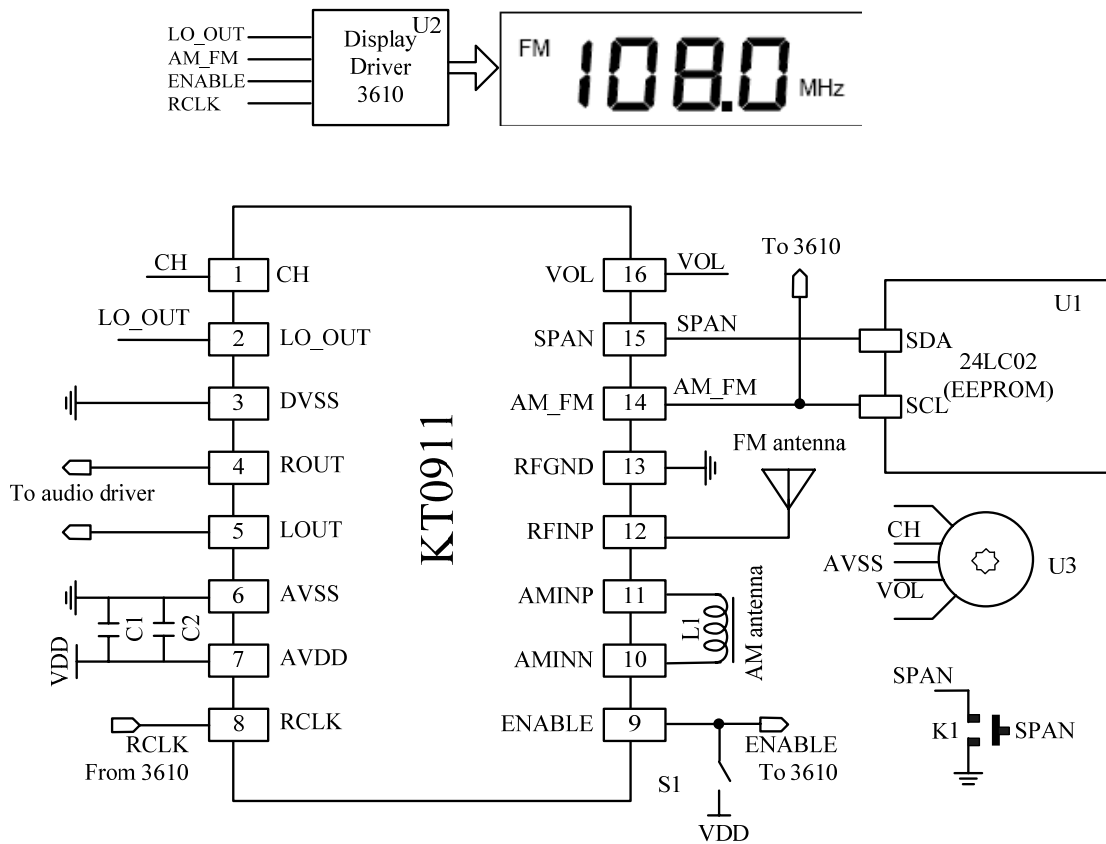 LO_OUT
AM_FM
ENABLE
RCLK
U2
Display
Driver
3610
FM
108.0
MHz
KT0911
CH
1
CH
LO_OUT
2
LO_OUT
3
DVSS
4
ROUT
To audio driver
5
LOUT
6
AVSS
C1
C2
VDD
7
AVDD
8
RCLK
RCLK
From 3610
VOL
16
VOL
SPAN
15
SPAN
AM_FM
14
AM_FM
To 3610
RFGND
13
FM antenna
RFINP
12
AMINP
11
L1
AM antenna
AMINN
10
ENABLE
9
ENABLE
To 3610
S1
VDD
U1
SDA
24LC02
(EEPROM)
SCL
CH
AVSS
VOL
U3
SPAN
K1
SPAN